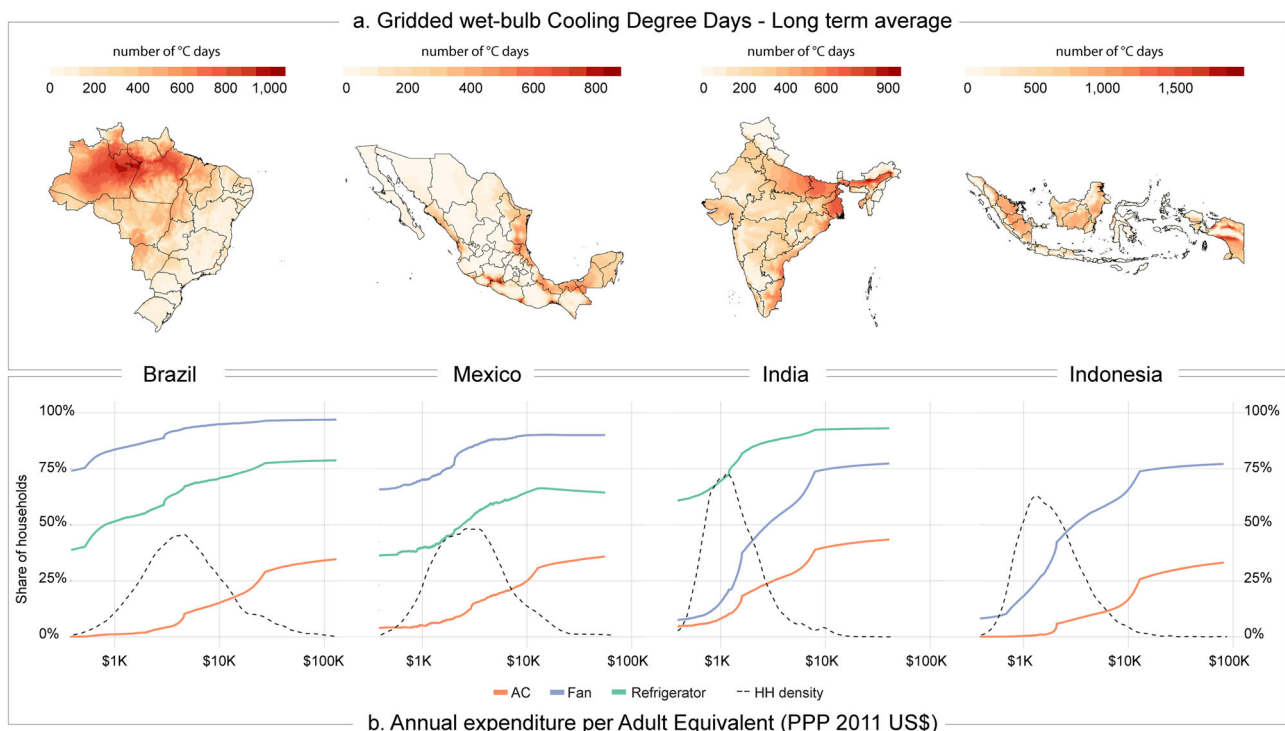 a. Gridded wet-bulb Cooling Degree Days - Long term average
number of °C days number of °C days number of °C days number of °C days
0 200 400 600 800 1,000 0 200 400 600 800 0 200 400 600 900 0 500 1,000 1,500
Brazil Mexico India Indonesia
100% 100%
75% 75%
50% 50%
25% 25%
0% 0%
Share of households
$1K $10K $100K $1K $10K $100K $1K $10K $100K $1K $10K $100K
AC Fan Refrigerator HH density
b. Annual expenditure per Adult Equivalent (PPP 2011 US$)